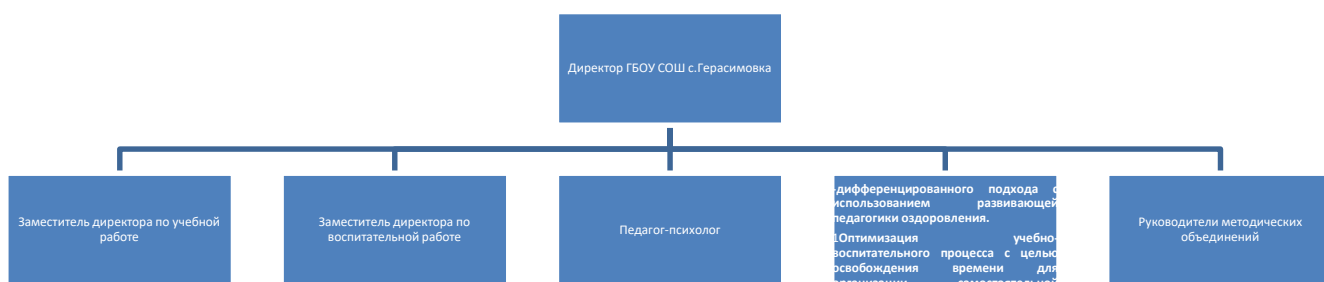 Директор ГБОУ СОШ с.Герасимовка
Заместитель директора по учебной
работе
Заместитель директора по
воспитательной работе
Педагог-психолог
-дифференцированного подхода с
использованием развивающей
педагогики оздоровления.
1Оптимизация учебно-
воспитательного процесса с целью
освобождения времени для
Руководители методических
объединений